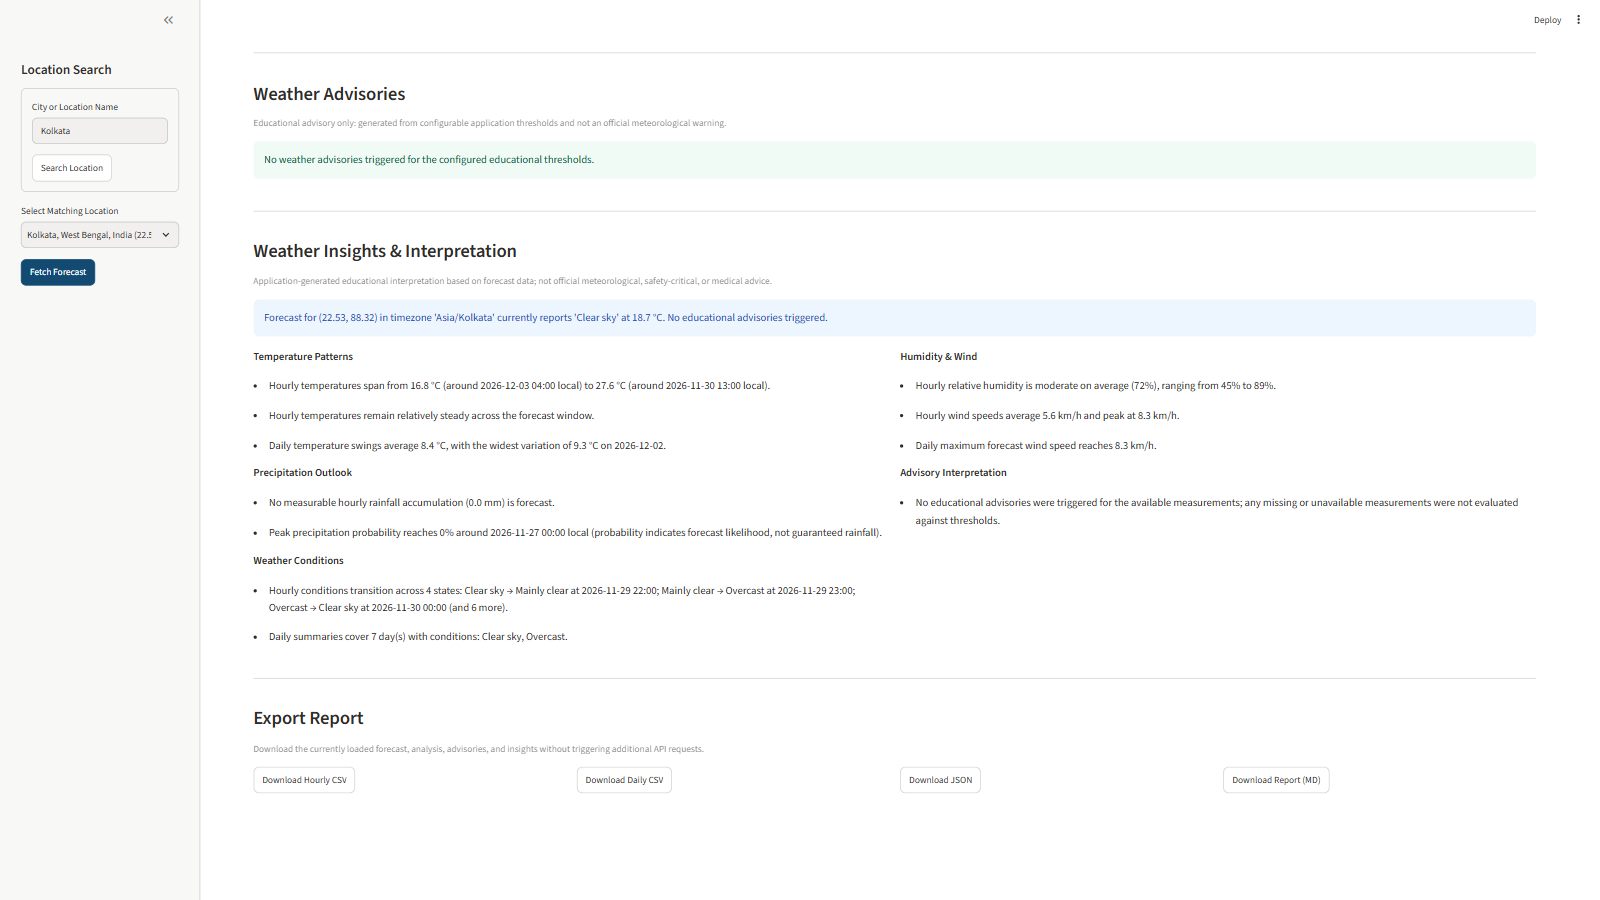 Deploy
Location Search
City or Location Name
Kolkata
Search Location
Select Matching Location
Kolkata, West Bengal, India (22.5
Fetch Forecast
Weather Advisories
Educational advisory only: generated from configurable application thresholds and not an official meteorological warning.
No weather advisories triggered for the configured educational thresholds.
Weather Insights & Interpretation
Application-generated educational interpretation based on forecast data; not official meteorological, safety-critical, or medical advice.
Forecast for (22.53, 88.32) in timezone 'Asia/Kolkata' currently reports 'Clear sky' at 18.7 °C. No educational advisories triggered.
Temperature Patterns
• Hourly temperatures span from 16.8 °C (around 2026-12-03 04:00 local) to 27.6 °C (around 2026-11-30 13:00 local).
• Hourly temperatures remain relatively steady across the forecast window.
• Daily temperature swings average 8.4 °C, with the widest variation of 9.3 °C on 2026-12-02.
Precipitation Outlook
• No measurable hourly rainfall accumulation (0.0 mm) is forecast.
• Peak precipitation probability reaches 0% around 2026-11-27 00:00 local (probability indicates forecast likelihood, not guaranteed rainfall).
Weather Conditions
• Hourly conditions transition across 4 states: Clear sky → Mainly clear at 2026-11-29 22:00; Mainly clear → Overcast at 2026-11-29 23:00;
Overcast → Clear sky at 2026-11-30 00:00 (and 6 more).
• Daily summaries cover 7 day(s) with conditions: Clear sky, Overcast.
Humidity & Wind
• Hourly relative humidity is moderate on average (72%), ranging from 45% to 89%.
• Hourly wind speeds average 5.6 km/h and peak at 8.3 km/h.
• Daily maximum forecast wind speed reaches 8.3 km/h.
Advisory Interpretation
• No educational advisories were triggered for the available measurements; any missing or unavailable measurements were not evaluated
against thresholds.
Export Report
Download the currently loaded forecast, analysis, advisories, and insights without triggering additional API requests.
Download Hourly CSV
Download Daily CSV
Download JSON
Download Report (MD)